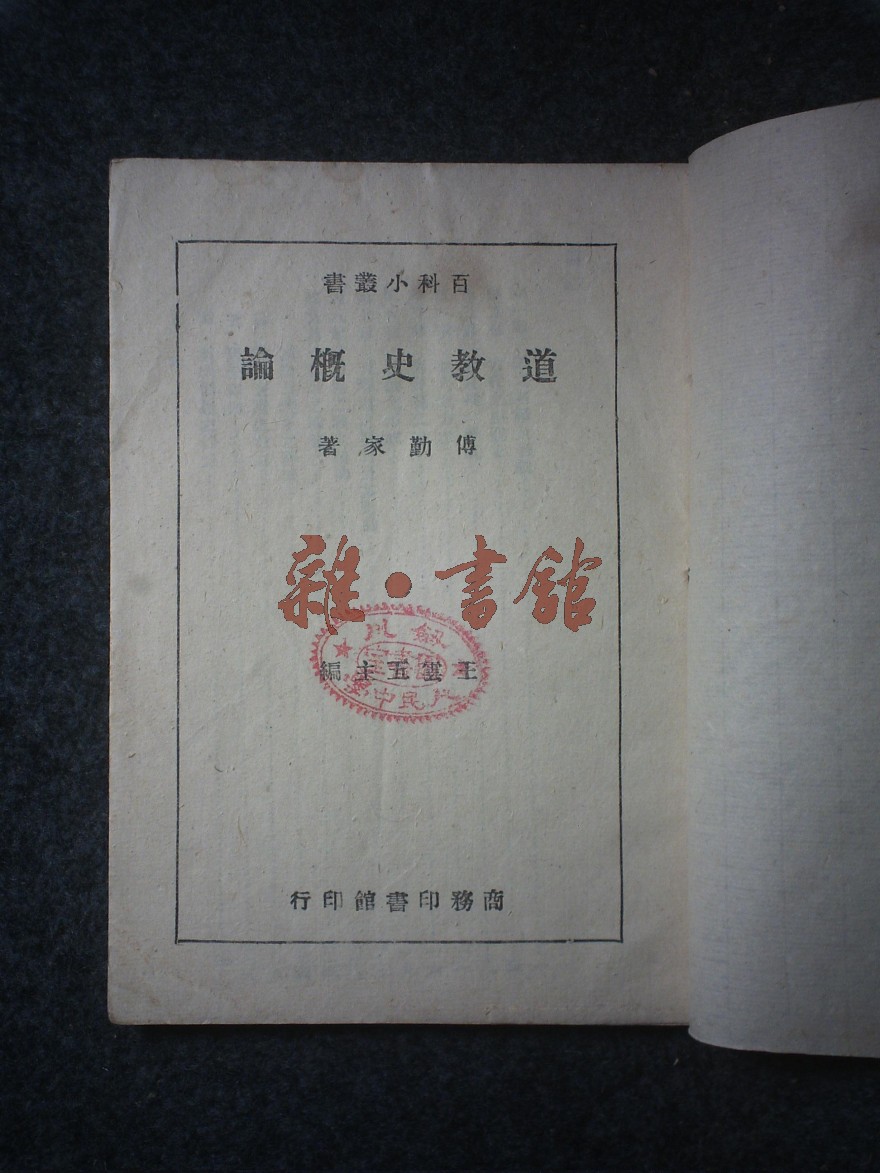 百科小叢書
道教史概論
傅勤家著
雜·書舘
王雲五主編
商務印書館印行